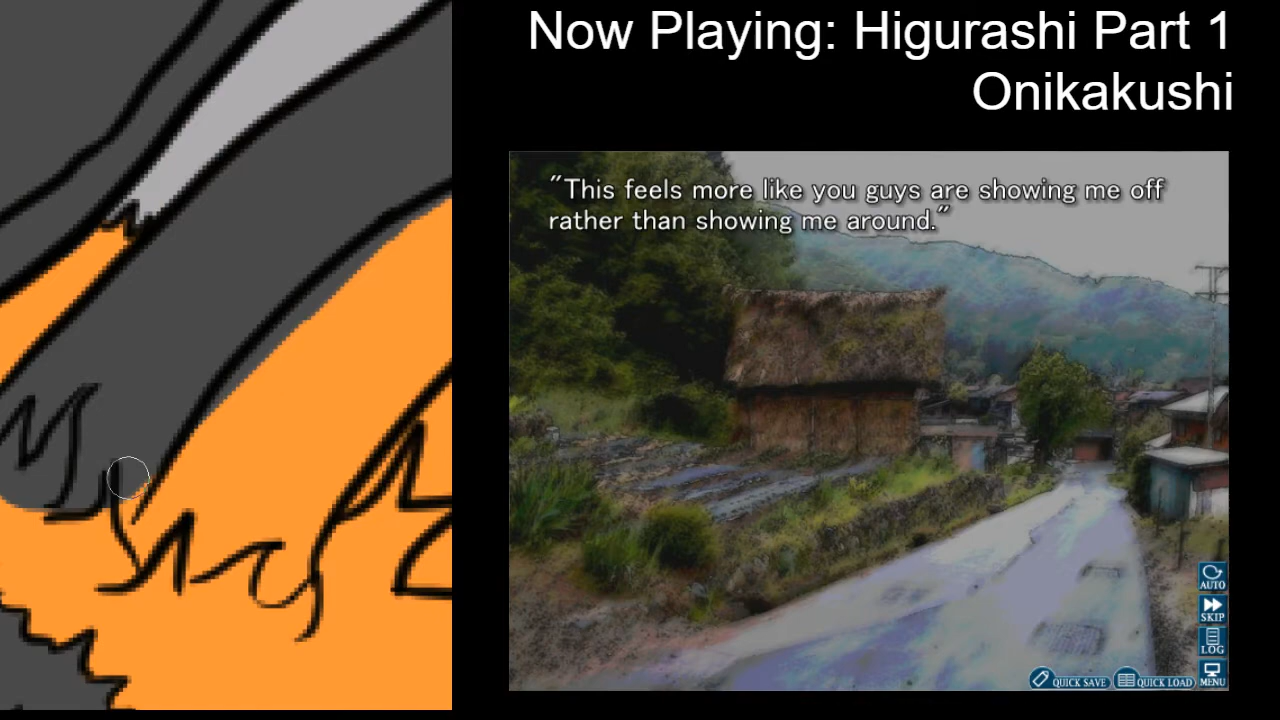 Now Playing: Higurashi Part 1
Onikakushi
"This feels more like you guys are showing me off
rather than showing me around."
AUTO
SKIP
LOG
MENU
QUICK SAVE
QUICK LOAD